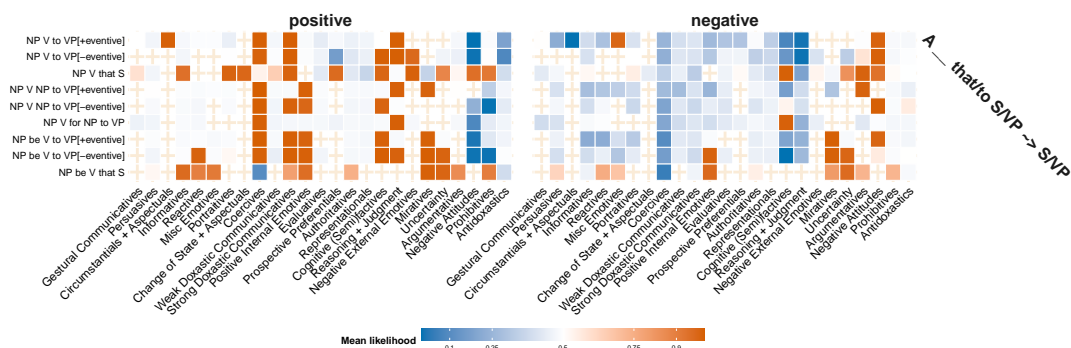 positive
negative
NP V to VP[+eventive]
NP V to VP[−eventive]
NP V that S
NP V NP to VP[+eventive]
NP V NP to VP[−eventive]
NP V for NP to VP
NP be V to VP[+eventive]
NP be V to VP[−eventive]
NP be V that S
A __ that/to S/VP ~> S/VP
Gestural Communicatives
Persuasives
Circumstantials + Aspectuals
Informatives
Reactives
Misc Emotives
Portratives
Change of State + Aspectuals
Coercives
Weak Doxastic Communicatives
Strong Doxastic Communicatives
Positive Internal Emotives
Evaluatives
Prospective Preferentials
Authoritatives
Representationals
Cognitive (Semi)factives
Reasoning + Judgment
Negative External Emotives
Miratives
Uncertainty
Argumentatives
Negative Attitudes
Prohibitives
Antidoxastics
Gestural Communicatives
Persuasives
Circumstantials + Aspectuals
Informatives
Reactives
Misc Emotives
Portratives
Change of State + Aspectuals
Coercives
Weak Doxastic Communicatives
Strong Doxastic Communicatives
Positive Internal Emotives
Evaluatives
Prospective Preferentials
Authoritatives
Representationals
Cognitive (Semi)factives
Reasoning + Judgment
Negative External Emotives
Miratives
Uncertainty
Argumentatives
Negative Attitudes
Prohibitives
Antidoxastics
Mean likelihood
0.1 0.25 0.5 0.75 0.9